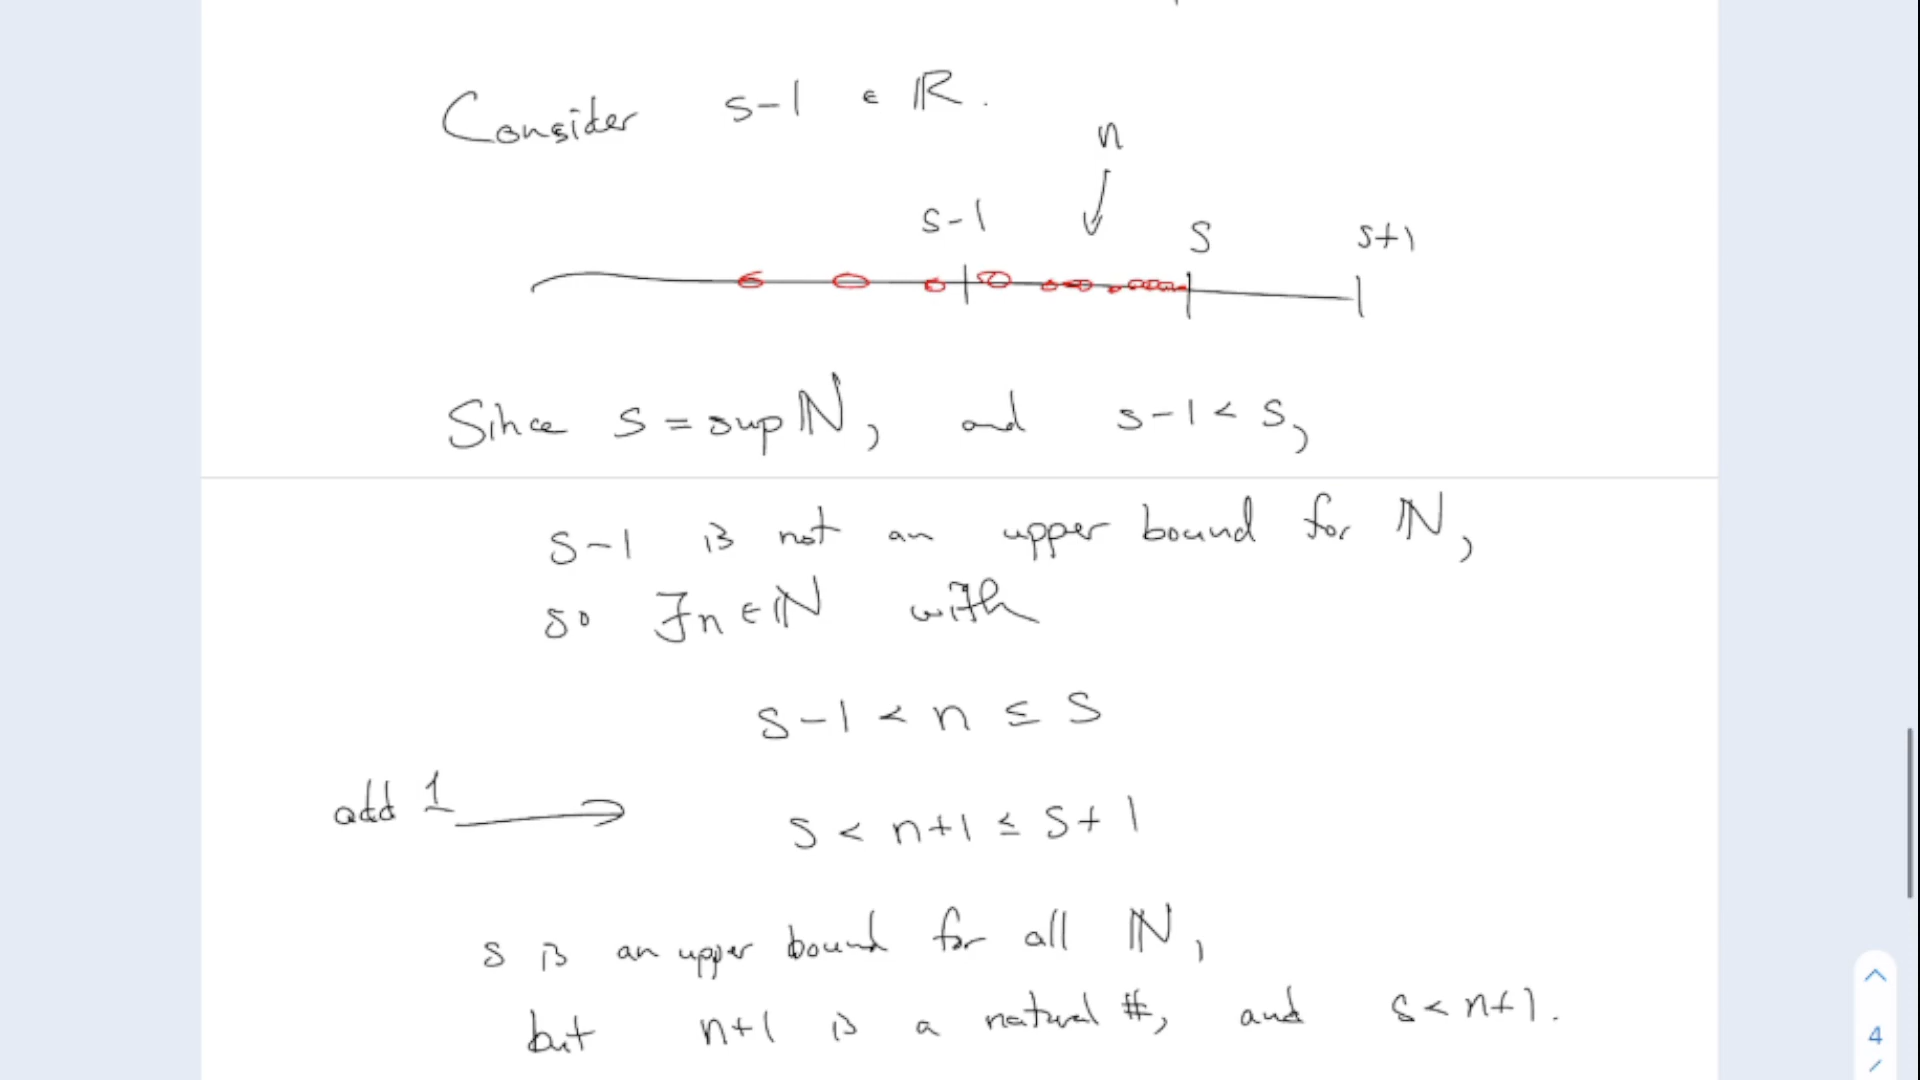 Consider s-1 ∈ ℝ.
n
s-1 s s+1
Since s = sup ℕ, and s-1 < s,
s-1 is not an upper bound for ℕ,
so ∃n ∈ ℕ with
s-1 < n ≤ s
add 1
s < n+1 ≤ s+1
s is an upper bound for all ℕ,
but n+1 is a natural #, and s < n+1.
4